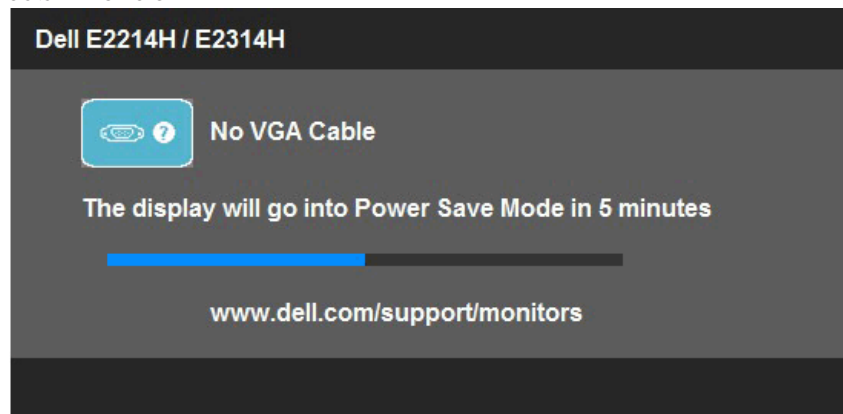 Dell E2214H / E2314H
? No VGA Cable
The display will go into Power Save Mode in 5 minutes
www.dell.com/support/monitors